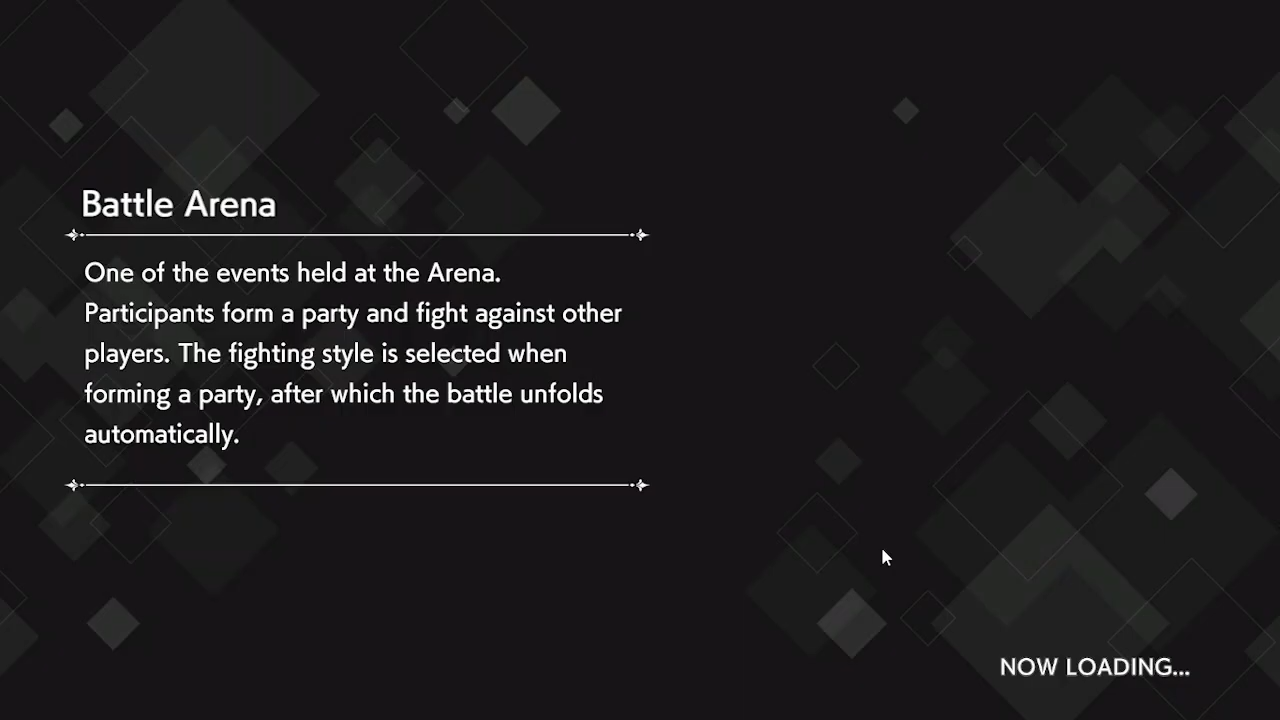 Battle Arena
One of the events held at the Arena.
Participants form a party and fight against other
players. The fighting style is selected when
forming a party, after which the battle unfolds
automatically.
NOW LOADING...